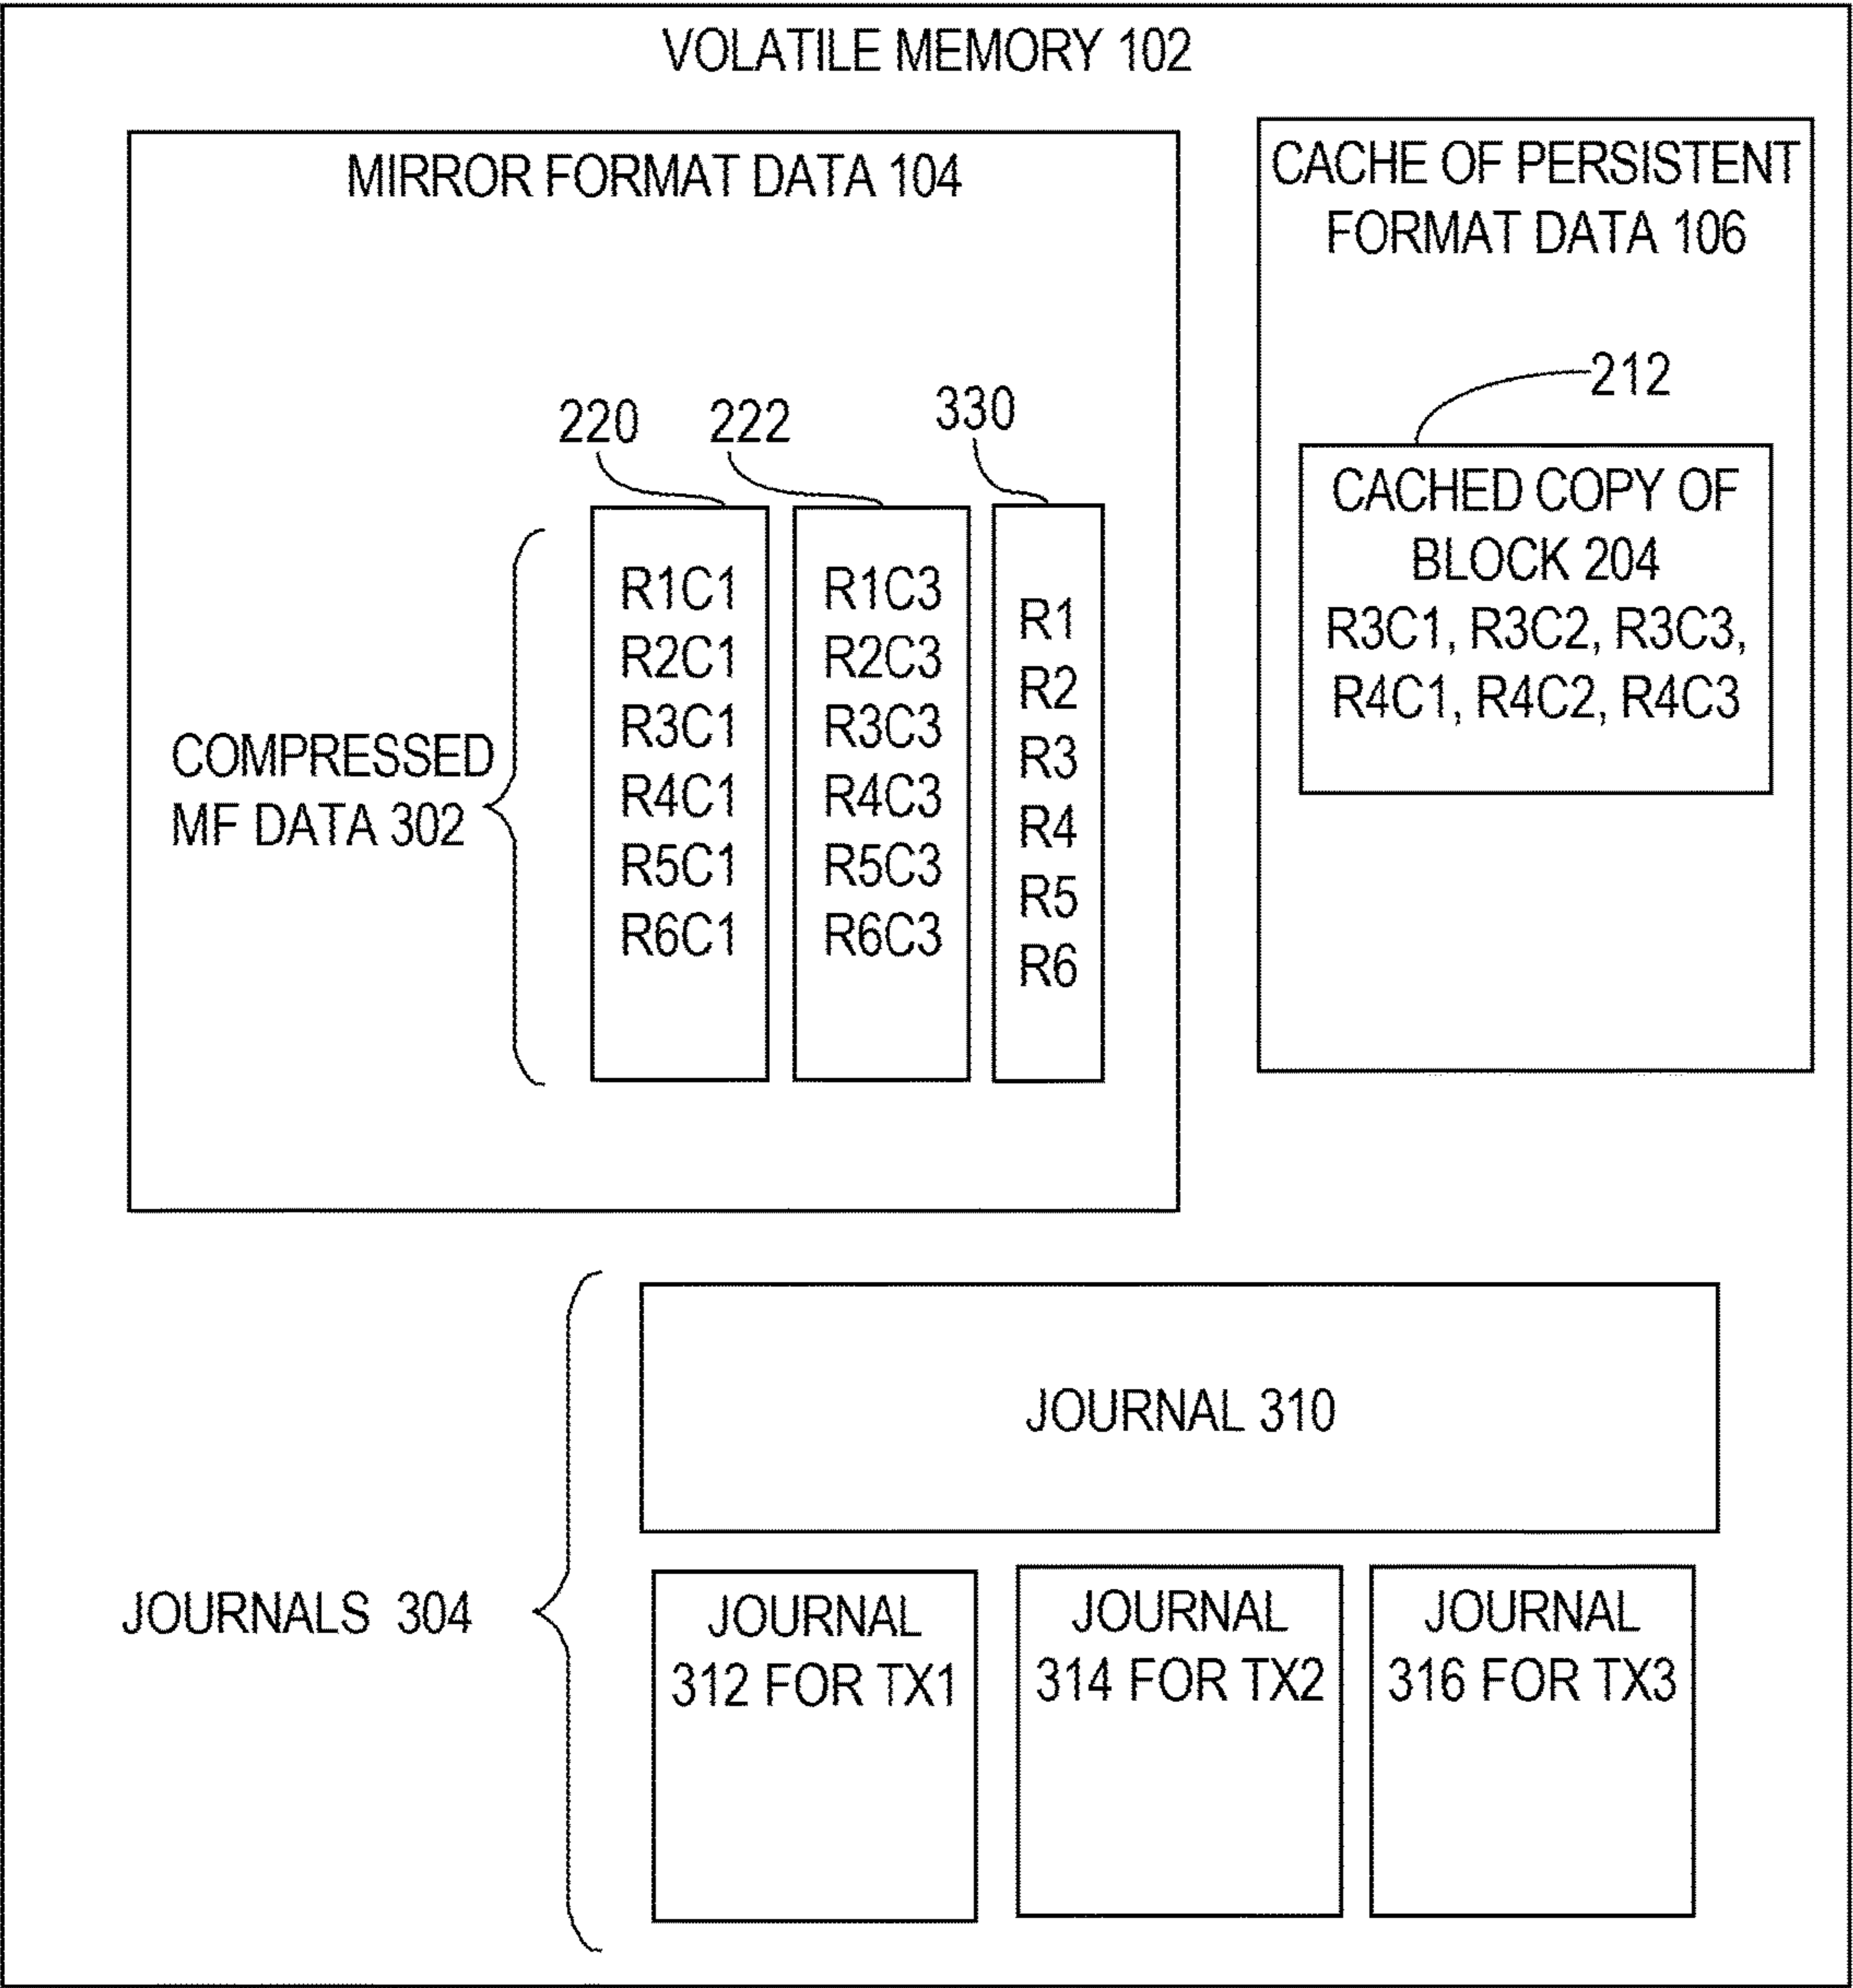 VOLATILE MEMORY 102
MIRROR FORMAT DATA 104
220
222
330
COMPRESSED
MF DATA 302
R1C1
R2C1
R3C1
R4C1
R5C1
R6C1
R1C3
R2C3
R3C3
R4C3
R5C3
R6C3
R1
R2
R3
R4
R5
R6
CACHE OF PERSISTENT
FORMAT DATA 106
212
CACHED COPY OF
BLOCK 204
R3C1, R3C2, R3C3,
R4C1, R4C2, R4C3
JOURNALS 304
JOURNAL 310
JOURNAL
312 FOR TX1
JOURNAL
314 FOR TX2
JOURNAL
316 FOR TX3